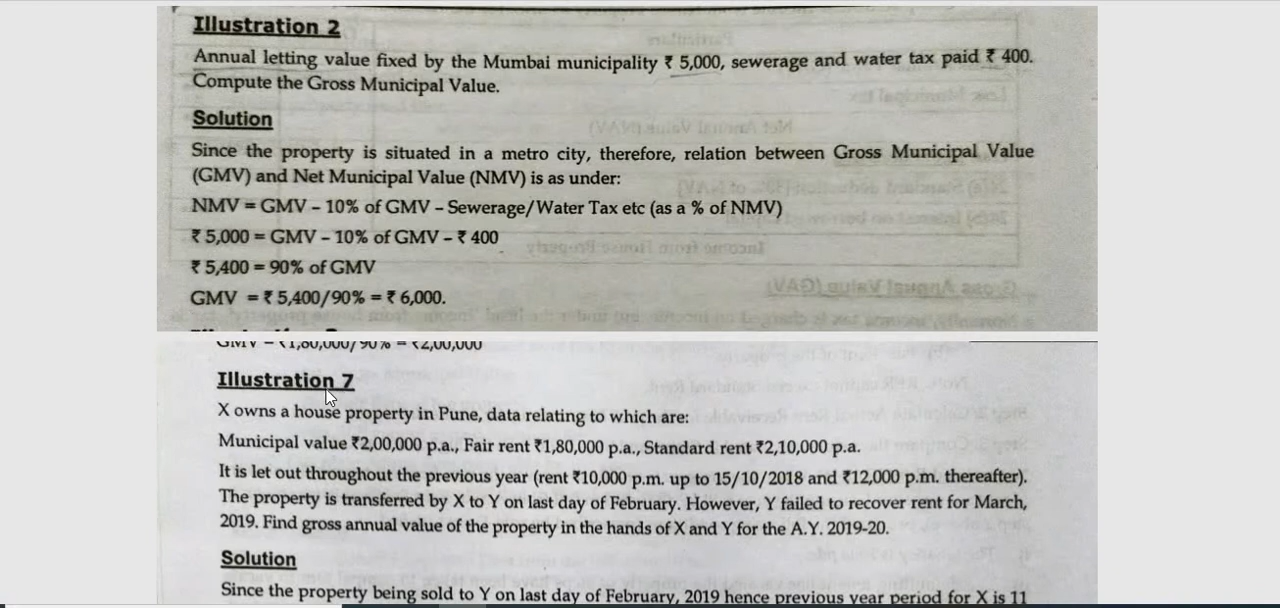 Illustration 2
Annual letting value fixed by the Mumbai municipality ₹ 5,000, sewerage and water tax paid ₹ 400.
Compute the Gross Municipal Value.
Solution
Since the property is situated in a metro city, therefore, relation between Gross Municipal Value
(GMV) and Net Municipal Value (NMV) is as under:
NMV = GMV – 10% of GMV – Sewerage/Water Tax etc (as a % of NMV)
₹ 5,000 = GMV – 10% of GMV – ₹ 400
₹ 5,400 = 90% of GMV
GMV = ₹ 5,400/90% = ₹ 6,000.
GMV = ₹1,80,000/90% = ₹2,00,000
Illustration 7
X owns a house property in Pune, data relating to which are:
Municipal value ₹2,00,000 p.a., Fair rent ₹1,80,000 p.a., Standard rent ₹2,10,000 p.a.
It is let out throughout the previous year (rent ₹10,000 p.m. up to 15/10/2018 and ₹12,000 p.m. thereafter).
The property is transferred by X to Y on last day of February. However, Y failed to recover rent for March,
2019. Find gross annual value of the property in the hands of X and Y for the A.Y. 2019-20.
Solution
Since the property being sold to Y on last day of February, 2019 hence previous year period for X is 11